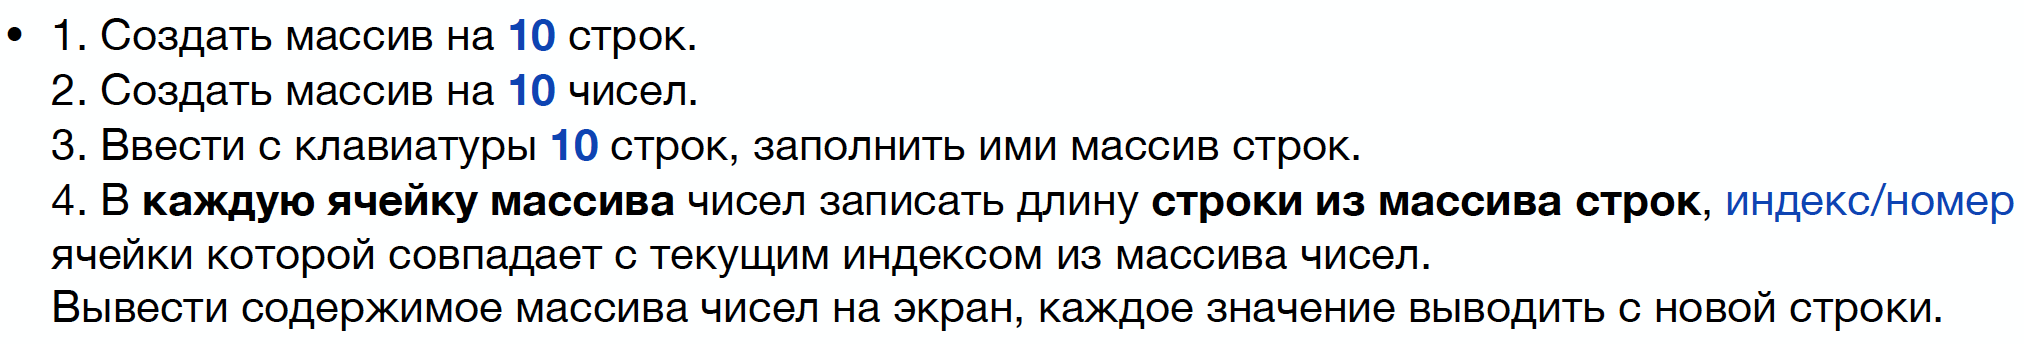 • 1. Создать массив на 10 строк.
2. Создать массив на 10 чисел.
3. Ввести с клавиатуры 10 строк, заполнить ими массив строк.
4. В каждую ячейку массива чисел записать длину строки из массива строк, индекс/номер
ячейки которой совпадает с текущим индексом из массива чисел.
Вывести содержимое массива чисел на экран, каждое значение выводить с новой строки.